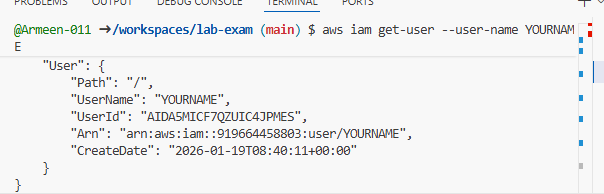 PROBLEMS OUTPUT DEBUG CONSOLE TERMINAL PORTS
@Armeen-011 ➜/workspaces/lab-exam (main) $ aws iam get-user --user-name YOURNAM
E
    "User": {
        "Path": "/",
        "UserName": "YOURNAME",
        "UserId": "AIDA5MICF7QZUIC4JPMES",
        "Arn": "arn:aws:iam::919664458803:user/YOURNAME",
        "CreateDate": "2026-01-19T08:40:11+00:00"
    }
}